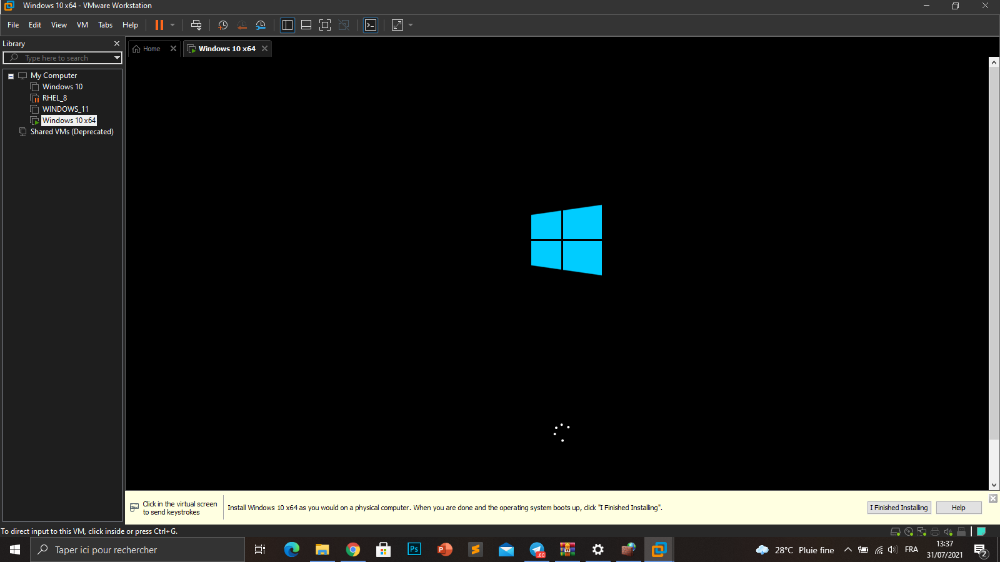 Windows 10 x64 - VMware Workstation
File Edit View VM Tabs Help
Library
Type here to search
My Computer
Windows 10
RHEL_8
WINDOWS_11
Windows 10 x64
Shared VMs (Deprecated)
Home
Windows 10 x64
Click in the virtual screen
to send keystrokes
Install Windows 10 x64 as you would on a physical computer. When you are done and the operating system boots up, click "I Finished Installing".
I Finished Installing
Help
To direct input to this VM, click inside or press Ctrl+G.
Taper ici pour rechercher
Ps
P
.60
28°C Pluie fine
FRA
13:37
31/07/2021
2